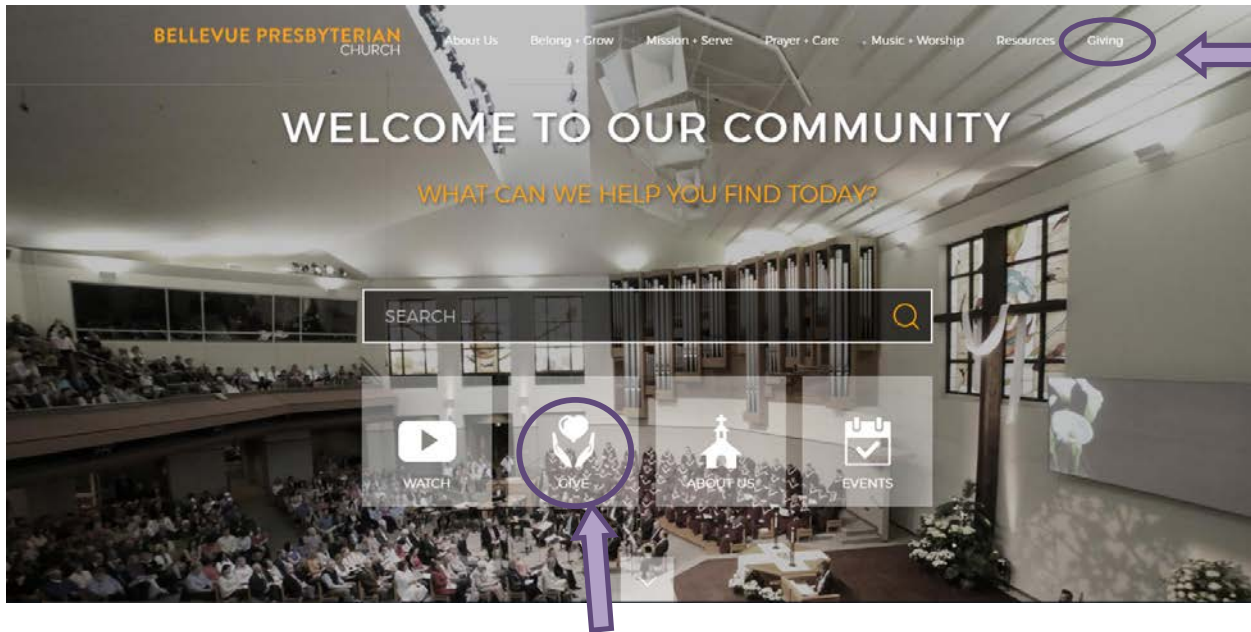 BELLEVUE PRESBYTERIAN
CHURCH
About Us Belong + Grow Mission + Serve Prayer + Care Music + Worship Resources Giving
WELCOME TO OUR COMMUNITY
WHAT CAN WE HELP YOU FIND TODAY?
SEARCH ...
WATCH GIVE ABOUT US EVENTS